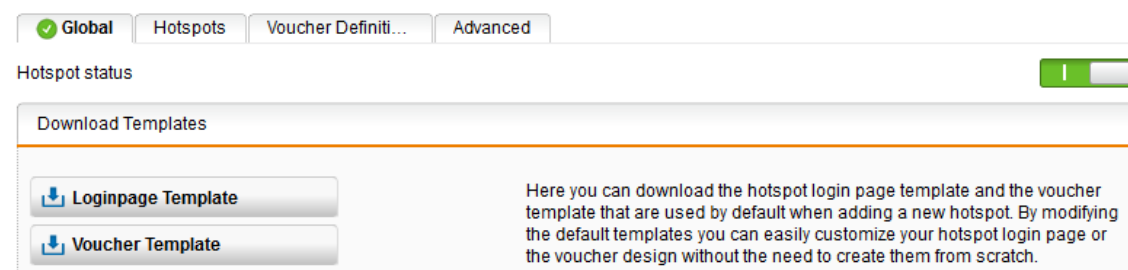 Global Hotspots Voucher Definiti... Advanced
Hotspot status
Download Templates
Loginpage Template
Voucher Template
Here you can download the hotspot login page template and the voucher
template that are used by default when adding a new hotspot. By modifying
the default templates you can easily customize your hotspot login page or
the voucher design without the need to create them from scratch.